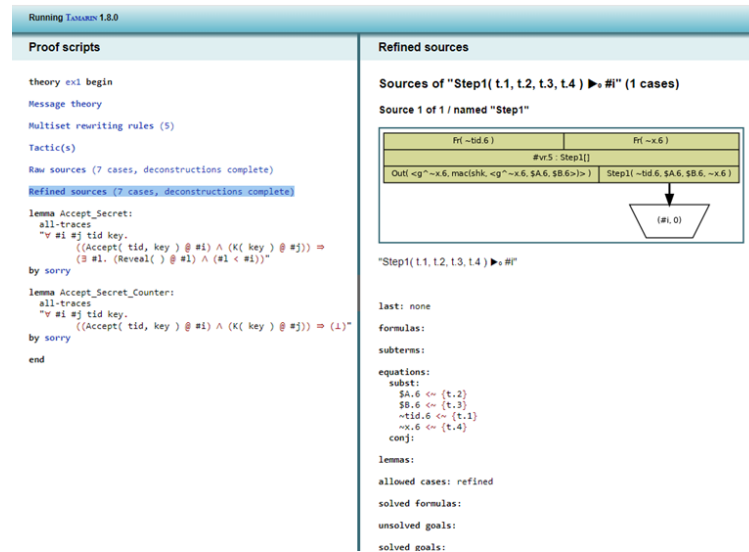 Running TAMARIN 1.8.0
Proof scripts
theory ex1 begin
Message theory
Multiset rewriting rules (5)
Tactic(s)
Raw sources (7 cases, deconstructions complete)
Refined sources (7 cases, deconstructions complete)
lemma Accept_Secret:
all-traces
"∀ #i #j tid key.
((Accept( tid, key ) @ #i) ∧ (K( key ) @ #j)) ⇒
(∃ #l. (Reveal( ) @ #l) ∧ (#l < #i))"
by sorry
lemma Accept_Secret_Counter:
all-traces
"∀ #i #j tid key.
((Accept( tid, key ) @ #i) ∧ (K( key ) @ #j)) ⇒ (⊥)"
by sorry
end
Refined sources
Sources of "Step1( t.1, t.2, t.3, t.4 ) ▶₀ #i" (1 cases)
Source 1 of 1 / named "Step1"
Fr( ~tid.6 ) Fr( ~x.6 )
#vr.5 : Step1[]
Out( <g^~x.6, mac(shk, <g^~x.6, $A.6, $B.6>)> ) Step1( ~tid.6, $A.6, $B.6, ~x.6 )
(#i, 0)
"Step1( t.1, t.2, t.3, t.4 ) ▶₀ #i"
last: none
formulas:
subterms:
equations:
subst:
$A.6 <~ {t.2}
$B.6 <~ {t.3}
~tid.6 <~ {t.1}
~x.6 <~ {t.4}
conj:
lemmas:
allowed cases: refined
solved formulas:
unsolved goals:
solved goals: